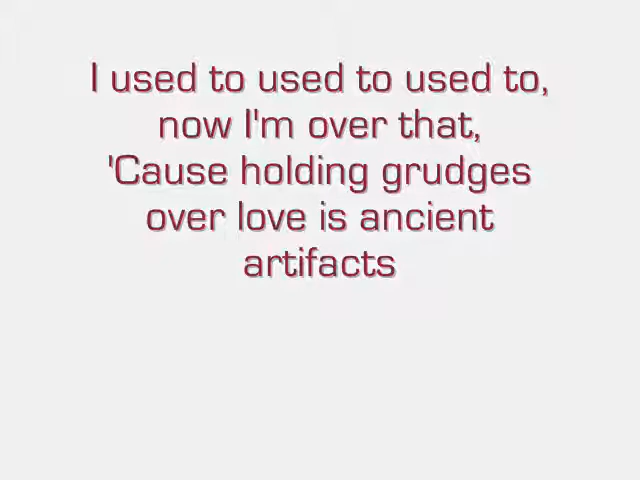 I used to used to used to,
now I'm over that,
'Cause holding grudges
over love is ancient
artifacts